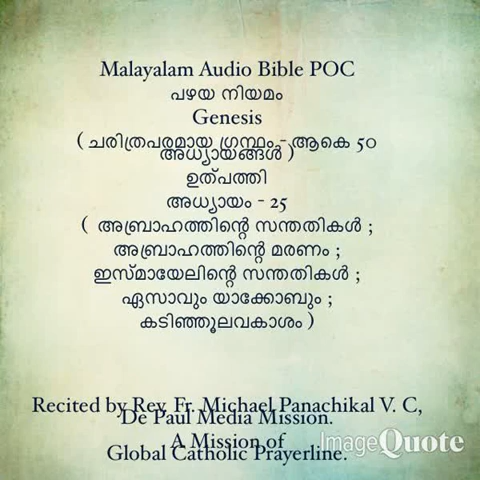 Malayalam Audio Bible POC
പഴയ നിയമം
Genesis
( ചരിത്രപരമായ ഗ്രന്ഥം - ആകെ 50
അധ്യായങ്ങൾ )
ഉത്പത്തി
അധ്യായം - 25
( അബ്രാഹത്തിന്റെ സന്തതികൾ ;
അബ്രാഹത്തിന്റെ മരണം ;
ഇസ്മായേലിന്റെ സന്തതികൾ ;
ഏസാവും യാക്കോബും ;
കടിഞ്ഞൂലവകാശം )
Recited by Rev. Fr. Michael Panachikal V. C,
De Paul Media Mission.
A Mission of
Global Catholic Prayerline.
ImageQuote